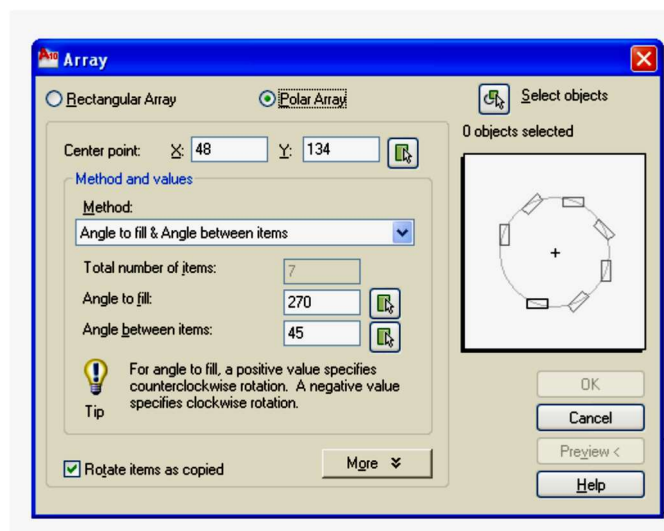 A10 Array
Rectangular Array
Polar Array
Select objects
0 objects selected
Center point: X: 48 Y: 134
Method and values
Method:
Angle to fill & Angle between items
Total number of items: 7
Angle to fill: 270
Angle between items: 45
Tip
For angle to fill, a positive value specifies
counterclockwise rotation. A negative value
specifies clockwise rotation.
Rotate items as copied
More
OK
Cancel
Preview <
Help